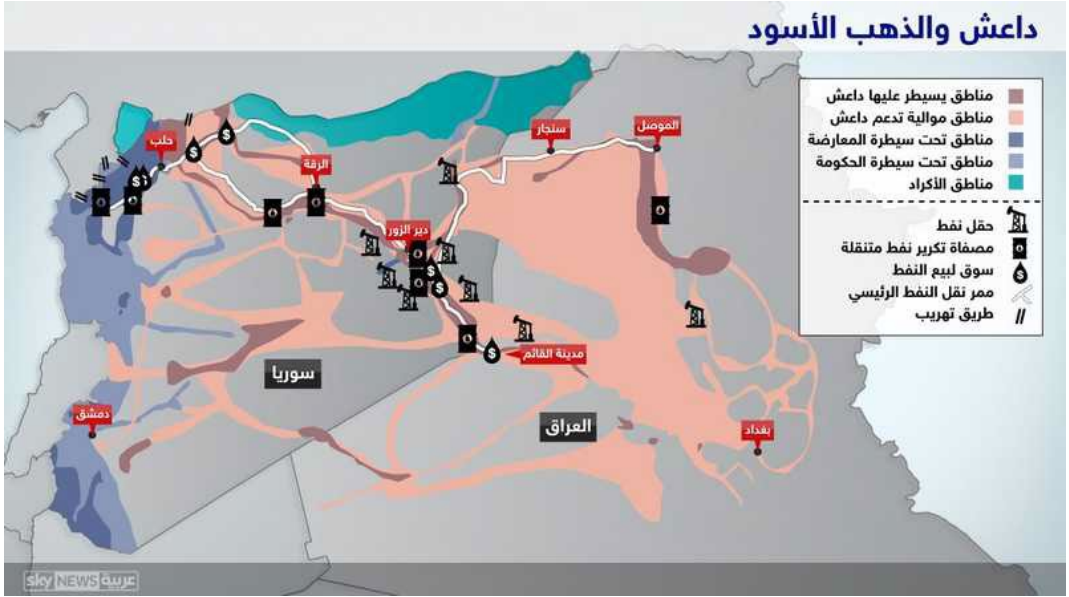 داعش والذهب الأسود
مناطق يسيطر عليها داعش
مناطق موالية تدعم داعش
مناطق تحت سيطرة المعارضة
مناطق تحت سيطرة الحكومة
مناطق الأكراد
حقل نفط
مصفاة تكرير نفط متنقلة
سوق لبيع النفط
ممر نقل النفط الرئيسي
طريق تهريب
الموصل
سنجار
حلب
الرقة
دير الزور
مدينة القائم
سوريا
العراق
دمشق
بغداد
sky NEWS عربية